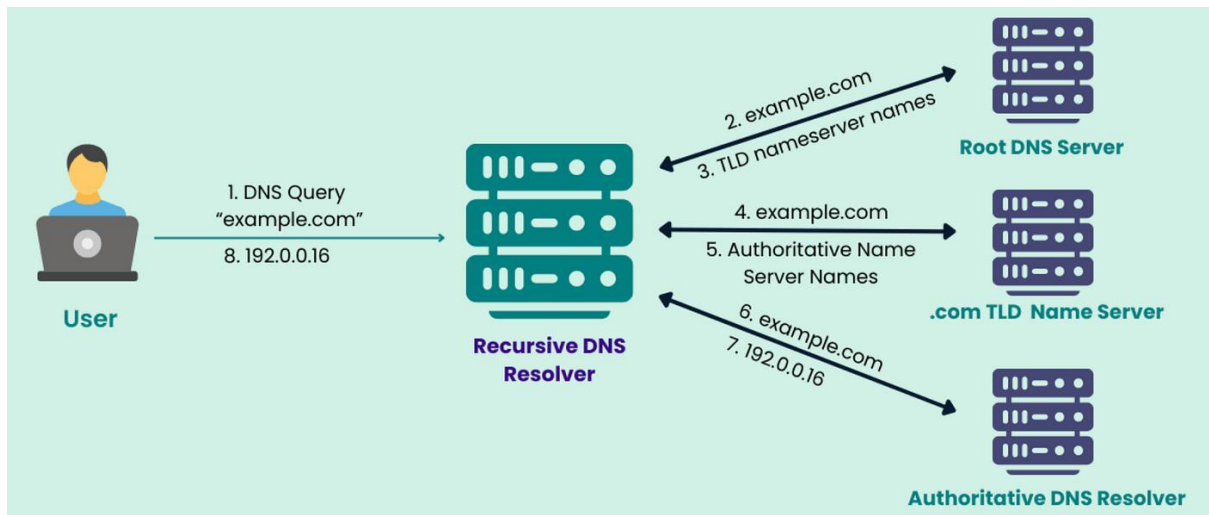 1. DNS Query
“example.com”
8. 192.0.0.16
User
Recursive DNS
Resolver
2. example.com
3. TLD nameserver names
Root DNS Server
4. example.com
5. Authoritative Name
Server Names
.com TLD Name Server
6. example.com
7. 192.0.0.16
Authoritative DNS Resolver